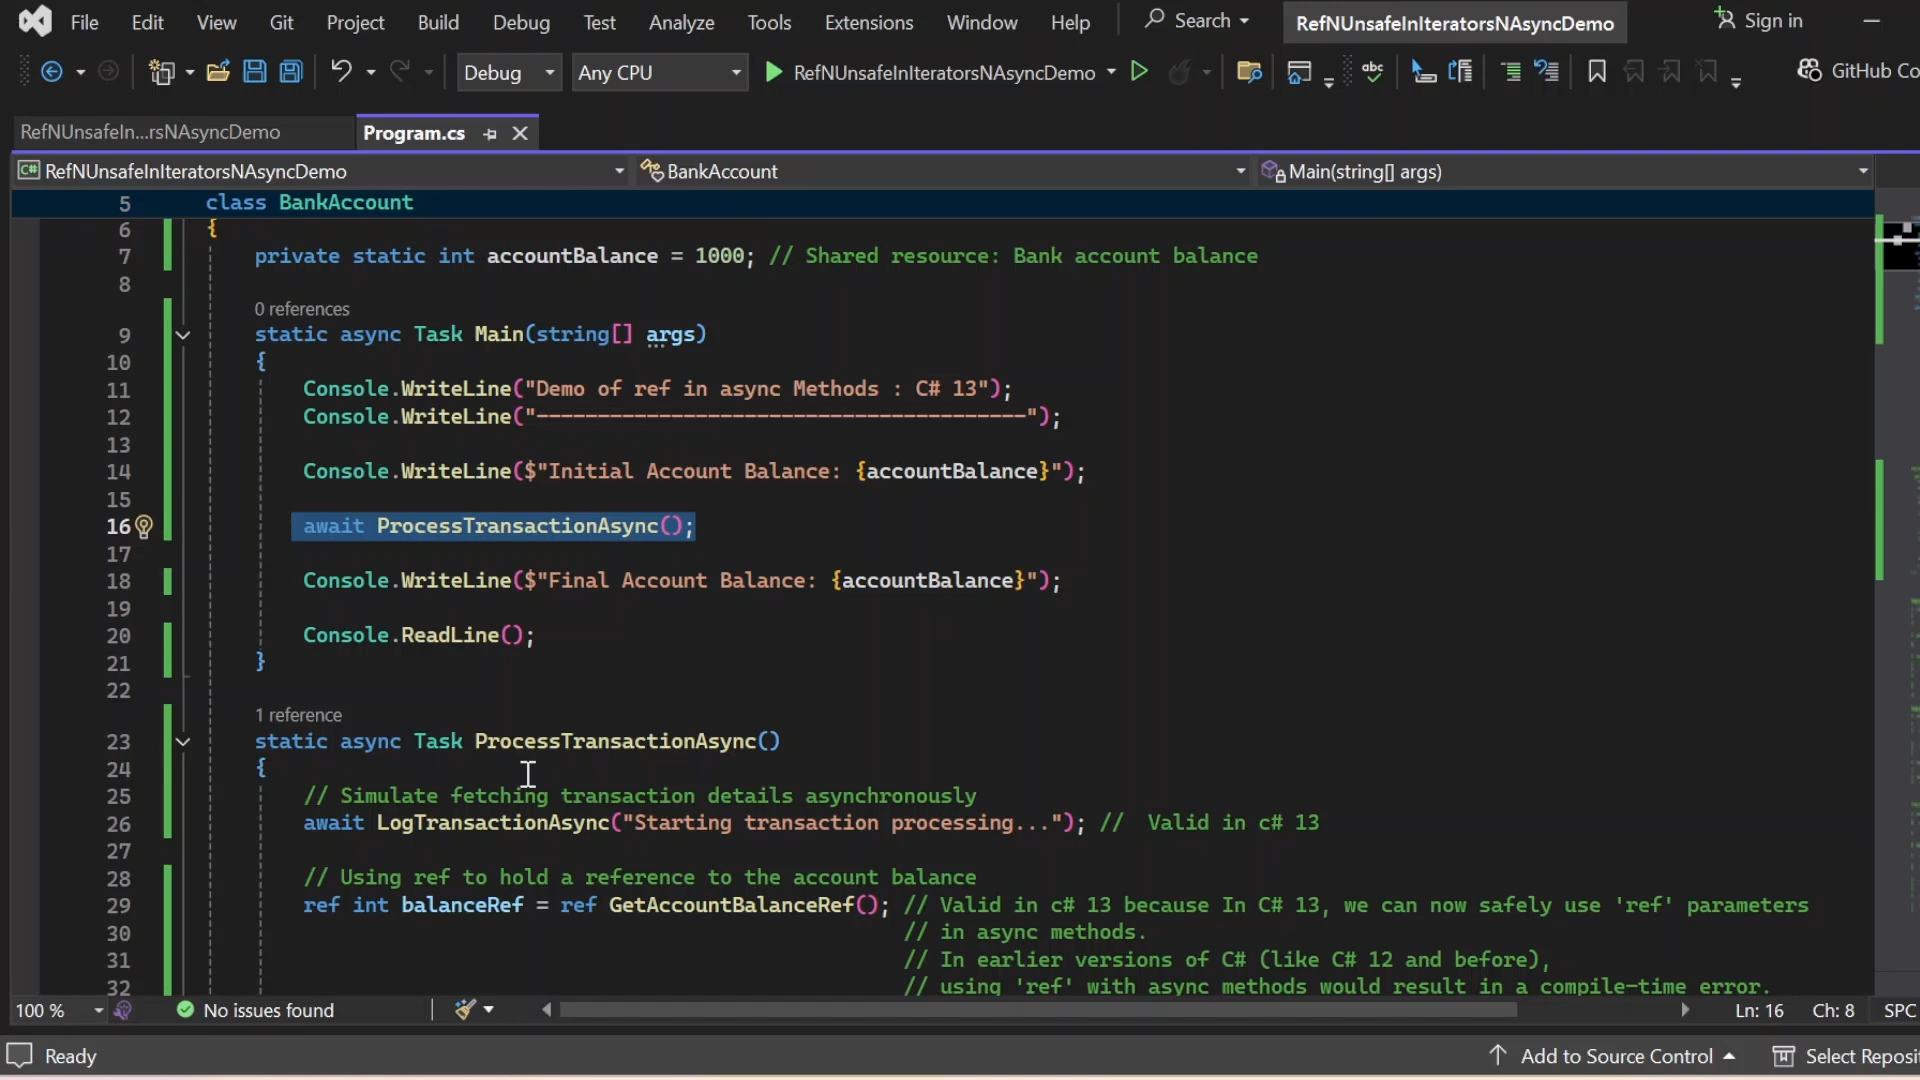 File Edit View Git Project Build Debug Test Analyze Tools Extensions Window Help Search RefNUnsafeInIteratorsNAsyncDemo Sign in
Debug Any CPU RefNUnsafeInIteratorsNAsyncDemo abc GitHub Co
RefNUnsafeIn...rsNAsyncDemo Program.cs
C# RefNUnsafeInIteratorsNAsyncDemo BankAccount Main(string[] args)
5 class BankAccount
6 {
7 private static int accountBalance = 1000; // Shared resource: Bank account balance
8
0 references
9 static async Task Main(string[] args)
10 {
11 Console.WriteLine("Demo of ref in async Methods : C# 13");
12 Console.WriteLine("----------------------------------------");
13
14 Console.WriteLine($"Initial Account Balance: {accountBalance}");
15
16 await ProcessTransactionAsync();
17
18 Console.WriteLine($"Final Account Balance: {accountBalance}");
19
20 Console.ReadLine();
21 }
22
1 reference
23 static async Task ProcessTransactionAsync()
24 {
25 // Simulate fetching transaction details asynchronously
26 await LogTransactionAsync("Starting transaction processing..."); // Valid in c# 13
27
28 // Using ref to hold a reference to the account balance
29 ref int balanceRef = ref GetAccountBalanceRef(); // Valid in c# 13 because In C# 13, we can now safely use 'ref' parameters
30 // in async methods.
31 // In earlier versions of C# (like C# 12 and before),
32 // using 'ref' with async methods would result in a compile-time error.
100 % No issues found Ln: 16 Ch: 8 SPC
Ready Add to Source Control Select Reposit